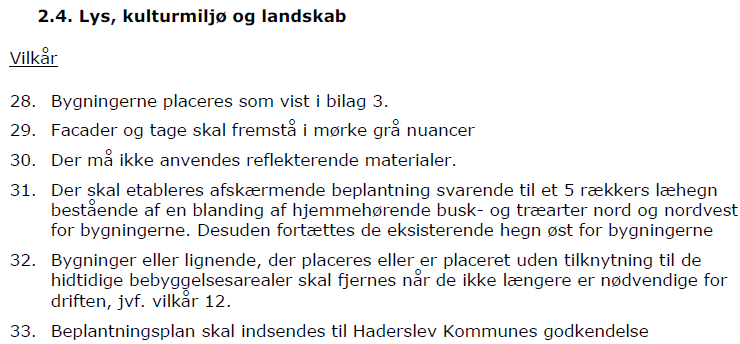 2.4. Lys, kulturmiljø og landskab
Vilkår
28. Bygningerne placeres som vist i bilag 3.
29. Facader og tage skal fremstå i mørke grå nuancer
30. Der må ikke anvendes reflekterende materialer.
31. Der skal etableres afskærmende beplantning svarende til et 5 rækkers læhegn
bestående af en blanding af hjemmehørende busk- og træarter nord og nordvest
for bygningerne. Desuden fortættes de eksisterende hegn øst for bygningerne
32. Bygninger eller lignende, der placeres eller er placeret uden tilknytning til de
hidtidige bebyggelsesarealer skal fjernes når de ikke længere er nødvendige for
driften, jvf. vilkår 12.
33. Beplantningsplan skal indsendes til Haderslev Kommunes godkendelse